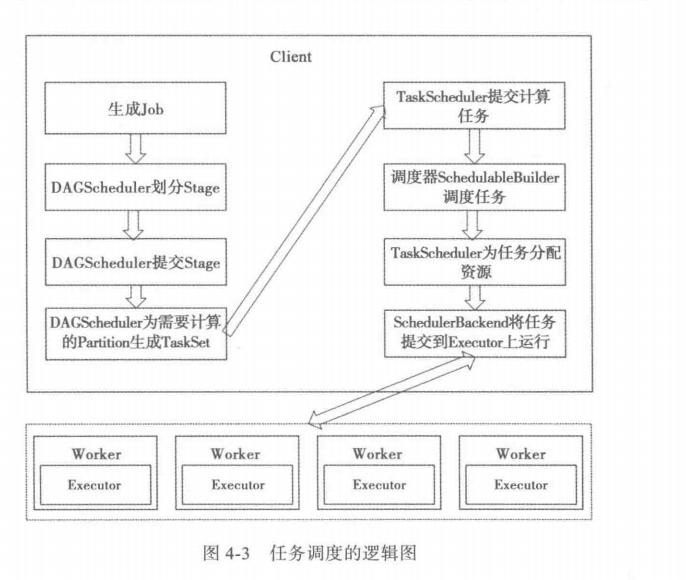 Client
生成Job
DAGScheduler划分Stage
DAGScheduler提交Stage
DAGScheduler为需要计算
的Partition生成TaskSet
TaskScheduler提交计算
任务
调度器SchedulableBuilder
调度任务
TaskScheduler为任务分配
资源
SchedulerBackend将任务
提交到Executor上运行
Worker
Executor
Worker
Executor
Worker
Executor
Worker
Executor
图 4-3 任务调度的逻辑图